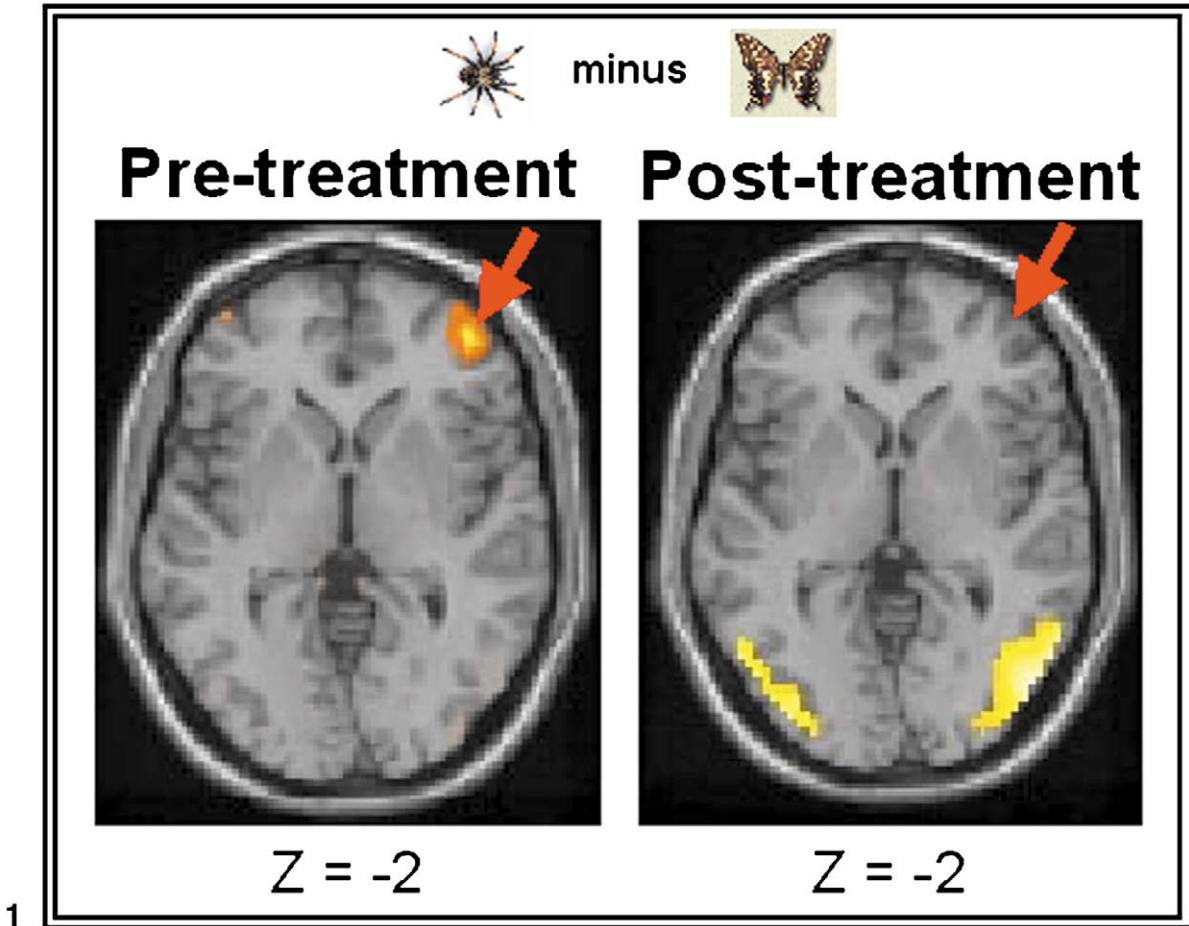 minus
Pre-treatment Post-treatment
Z = -2 Z = -2
1